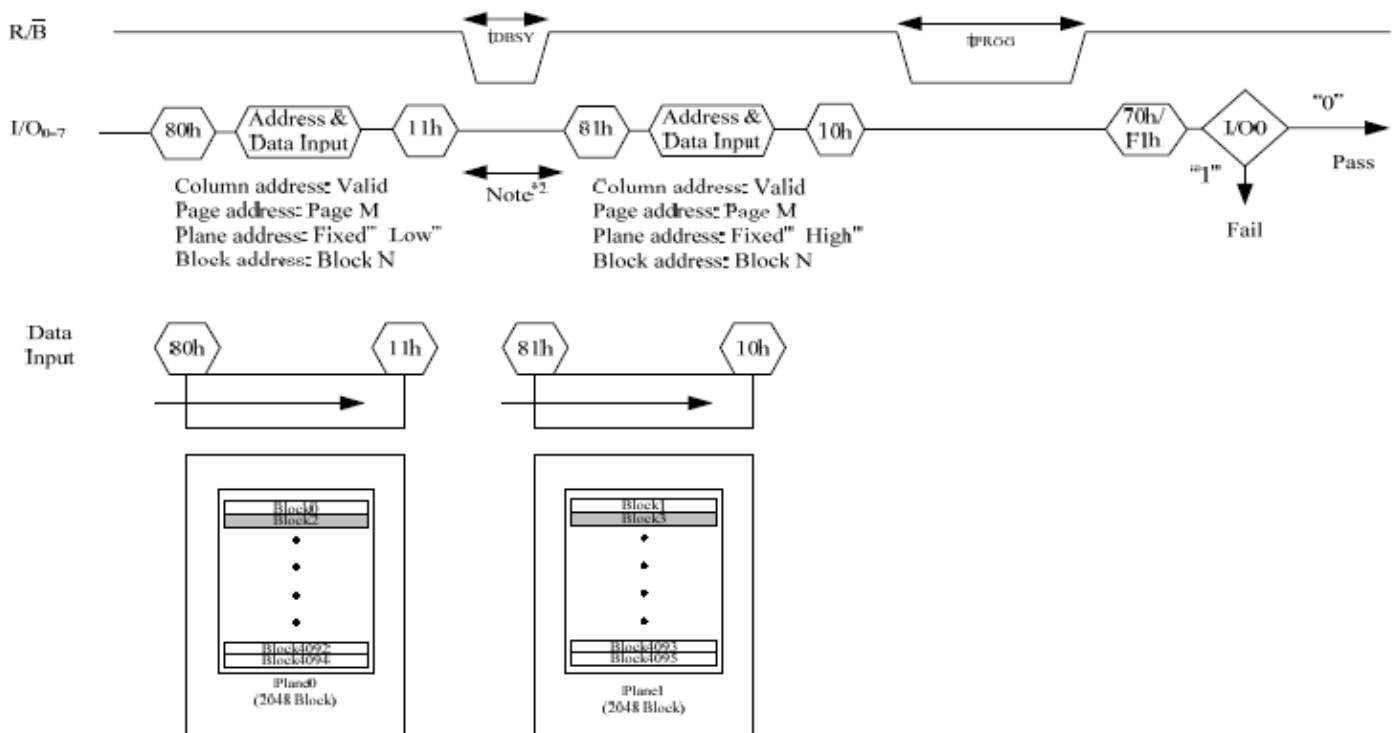 R/B̅
tDBSY
tPROG
I/O0-7
80h
Address &
Data Input
11h
81h
Address &
Data Input
10h
70h/
F1h
I/O0
"0"
Pass
"1"
Fail
Note*2
Column address: Valid
Page address: Page M
Plane address: Fixed" Low"
Block address: Block N
Column address: Valid
Page address: Page M
Plane address: Fixed" High"
Block address: Block N
Data
Input
80h
11h
81h
10h
Block0
Block2
Block4092
Block4094
Plane0
(2048 Block)
Block1
Block3
Block4093
Block4095
Plane1
(2048 Block)